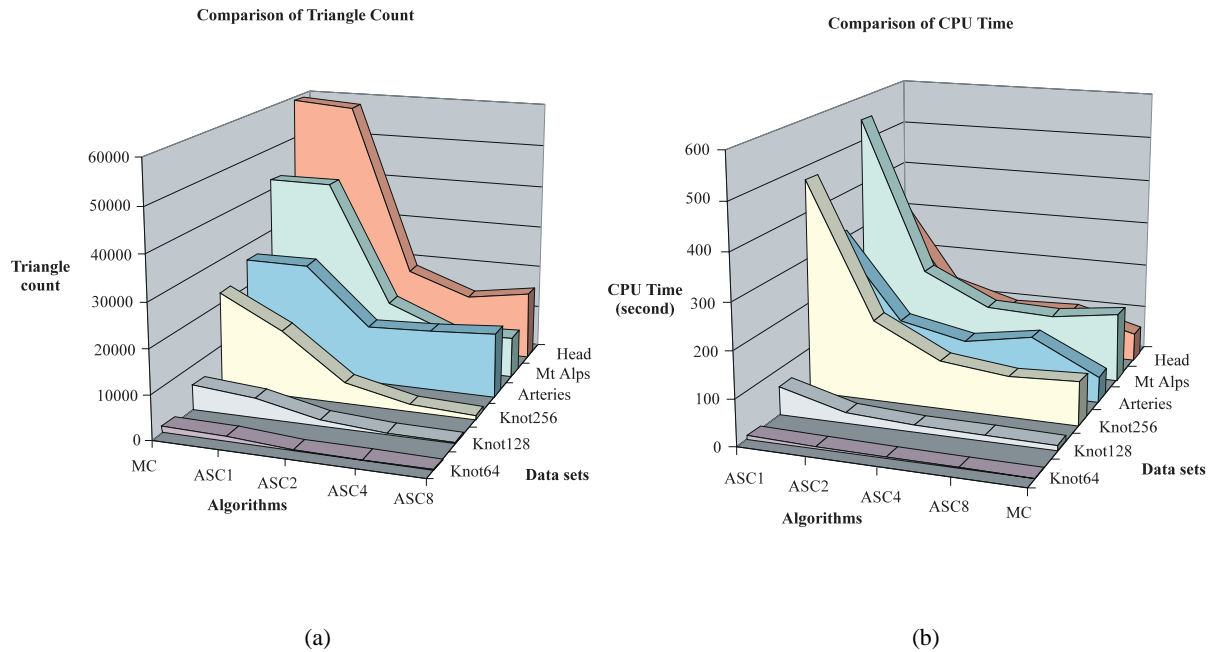 Comparison of Triangle Count
60000
50000
40000
30000
20000
10000
0
Triangle
count
MC
ASC1
ASC2
ASC4
ASC8
Algorithms
Head
Mt Alps
Arteries
Knot256
Knot128
Knot64
Data sets
(a)
Comparison of CPU Time
600
500
400
300
200
100
0
CPU Time
(second)
ASC1
ASC2
ASC4
ASC8
MC
Algorithms
Head
Mt Alps
Arteries
Knot256
Knot128
Knot64
Data sets
(b)